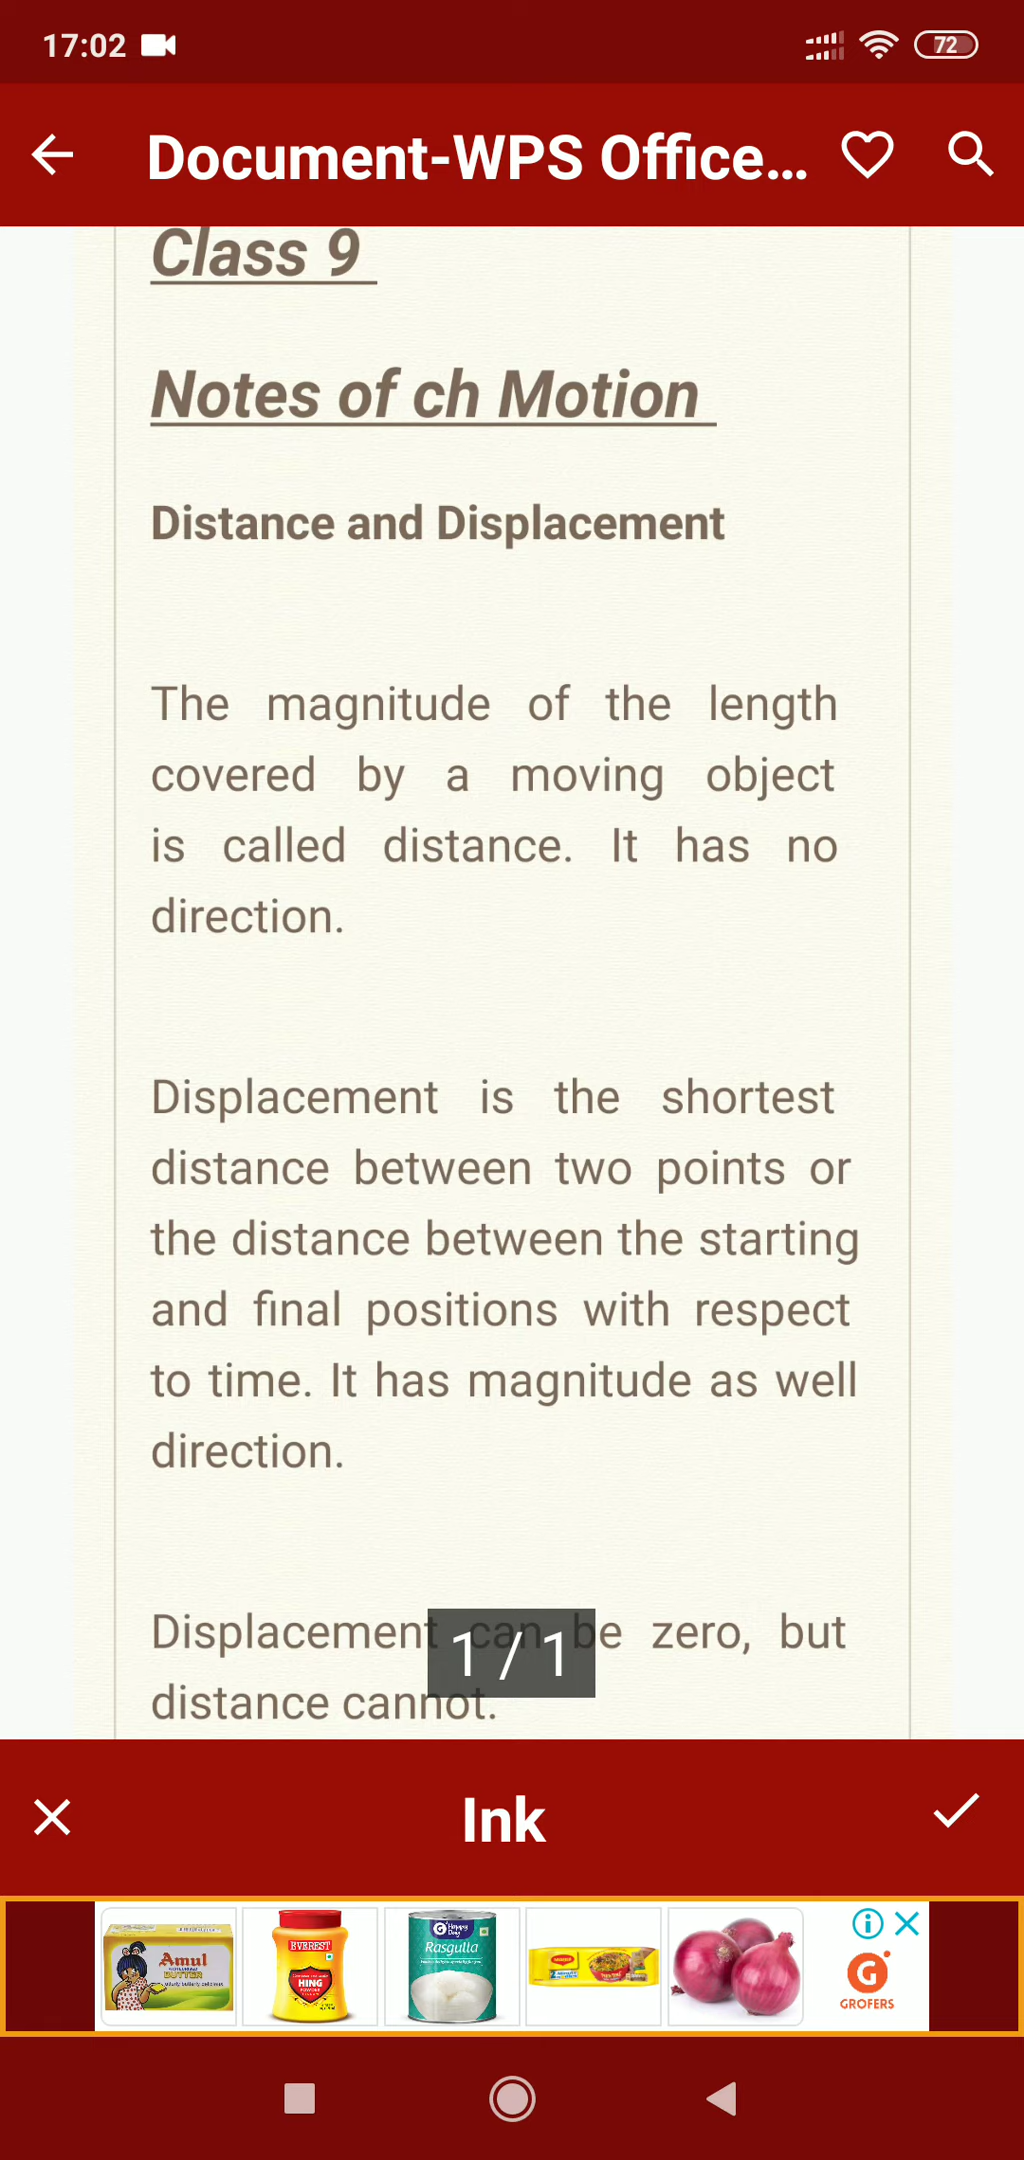 17:02
72
Document-WPS Office...
Class 9
Notes of ch Motion
Distance and Displacement
The magnitude of the length
covered by a moving object
is called distance. It has no
direction.
Displacement is the shortest
distance between two points or
the distance between the starting
and final positions with respect
to time. It has magnitude as well
direction.
Displacement can be zero, but
1 / 1
distance cannot.
Ink
Amul
BUTTER
EVEREST
HING
Happy Day
Rasgulla
MAGGI
G
GROFERS